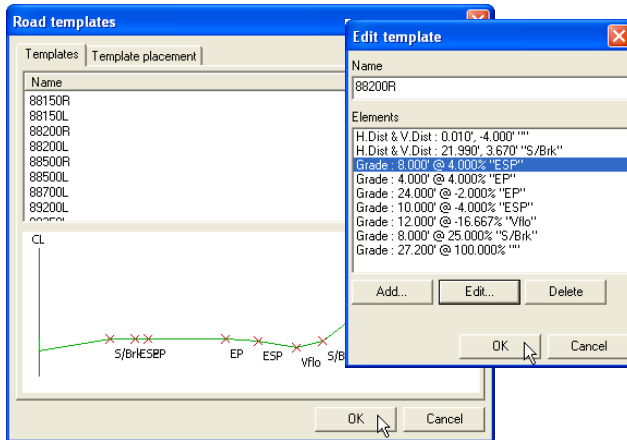 Road templates
Templates
Template placement
Name
88150R
88150L
88200R
88200L
88500R
88500L
88700L
89200L
CL
S/Brk
ESP
EP
EP
ESP
Vflo
OK
Cancel
Edit template
Name
88200R
Elements
H.Dist & V.Dist : 0.010', -4.000' ""
H.Dist & V.Dist : 21.990', 3.670' "S/Brk"
Grade : 8.000' @ 4.000% "ESP"
Grade : 4.000' @ 4.000% "EP"
Grade : 24.000' @ -2.000% "EP"
Grade : 10.000' @ -4.000% "ESP"
Grade : 12.000' @ -16.667% "Vflo"
Grade : 8.000' @ 25.000% "S/Brk"
Grade : 27.200' @ 100.000% ""
Add...
Edit...
Delete
OK
Cancel